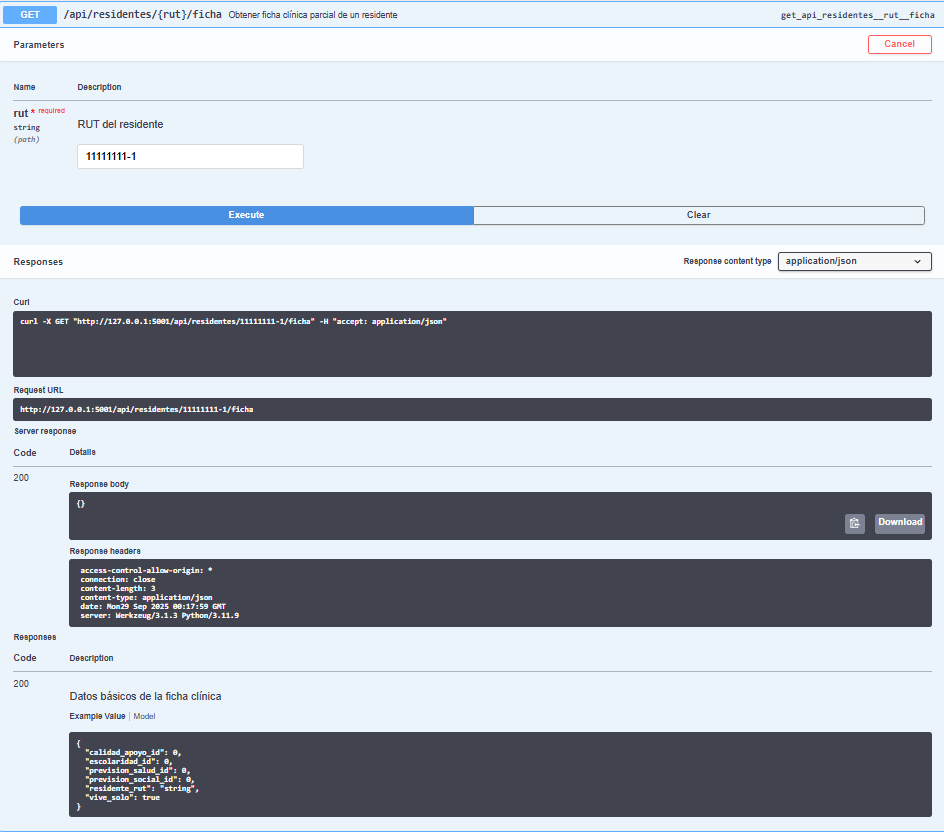 GET /api/residentes/{rut}/ficha Obtener ficha clínica parcial de un residente get_api_residentes__rut__ficha
Parameters Cancel
Name Description
rut * required RUT del residente
string
(path)
11111111-1
Execute Clear
Responses Response content type application/json
Curl
curl -X GET "http://127.0.0.1:5001/api/residentes/11111111-1/ficha" -H "accept: application/json"
Request URL
http://127.0.0.1:5001/api/residentes/11111111-1/ficha
Server response
Code Details
200
Response body
{}
Download
Response headers
access-control-allow-origin: *
connection: close
content-length: 3
content-type: application/json
date: Mon29 Sep 2025 00:17:59 GMT
server: Werkzeug/3.1.3 Python/3.11.9
Responses
Code Description
200
Datos básicos de la ficha clínica
Example Value | Model
{
"calidad_apoyo_id": 0,
"escolaridad_id": 0,
"prevision_salud_id": 0,
"prevision_social_id": 0,
"residente_rut": "string",
"vive_solo": true
}